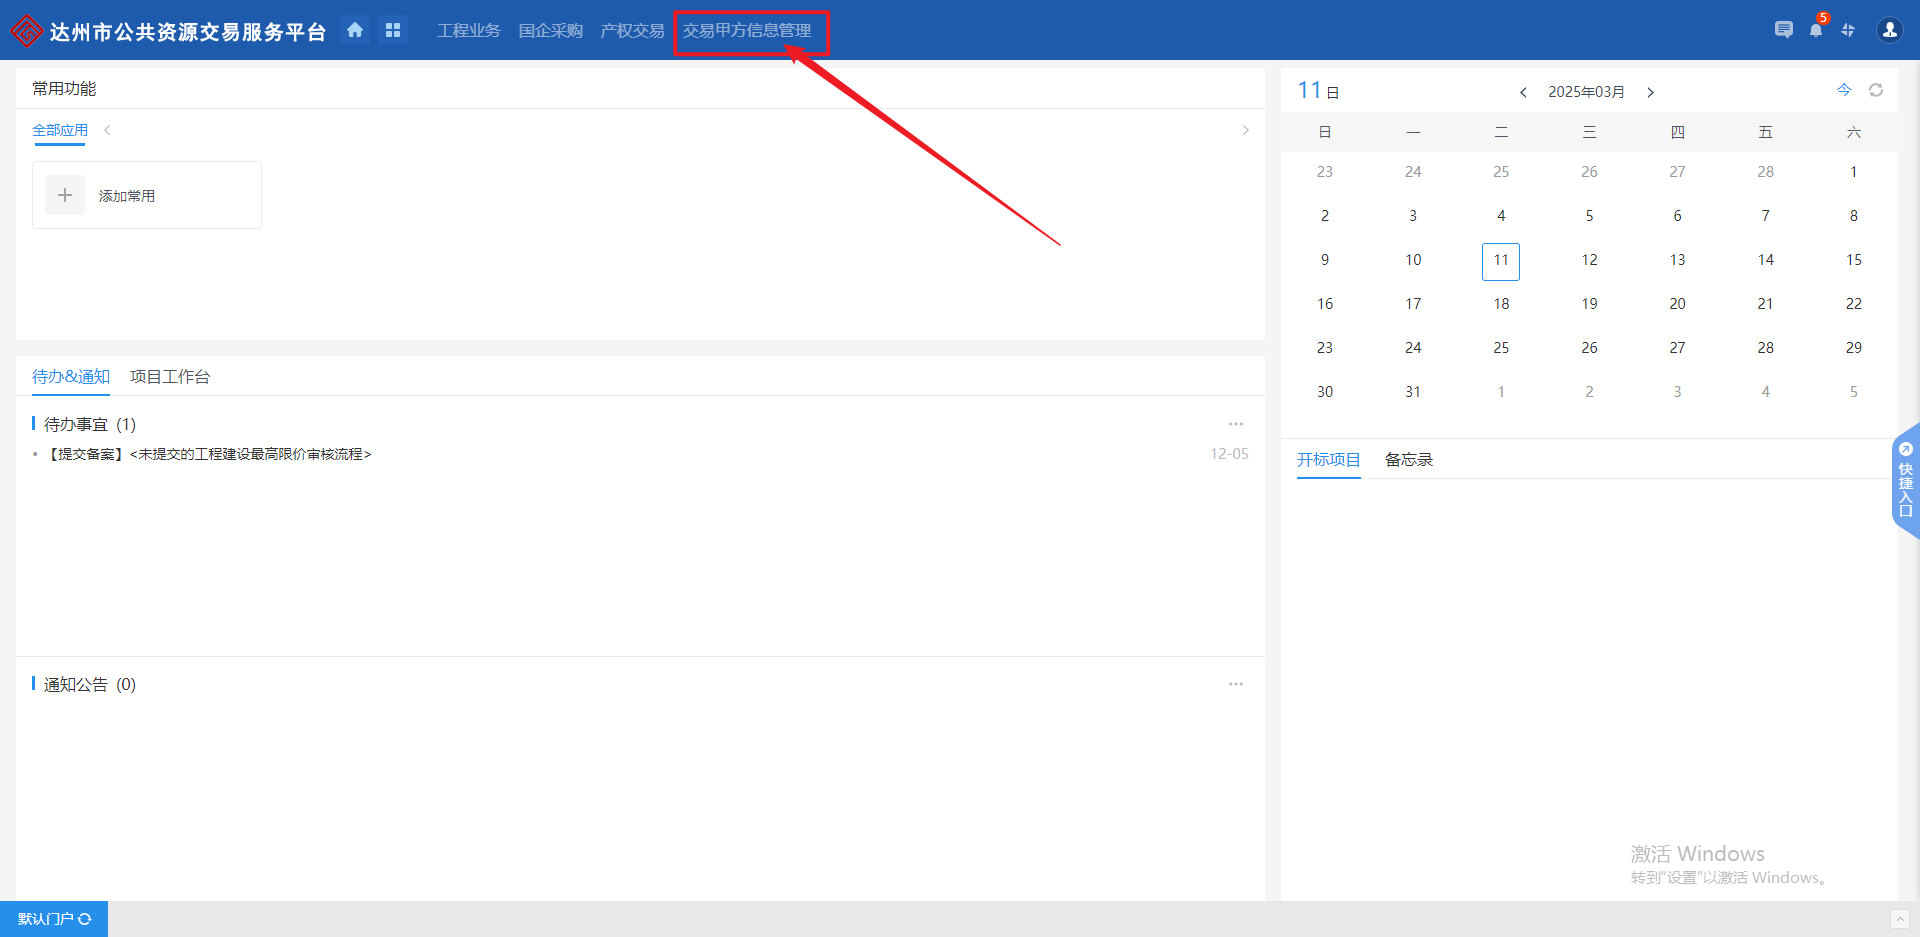 达州市公共资源交易服务平台 工程业务 国企采购 产权交易 交易甲方信息管理 5
常用功能
全部应用
添加常用
待办&通知 项目工作台
待办事宜 (1)
【提交备案】<未提交的工程建设最高限价审核流程> 12-05
通知公告 (0)
11 日 2025年03月 今
日 一 二 三 四 五 六
23 24 25 26 27 28 1
2 3 4 5 6 7 8
9 10 11 12 13 14 15
16 17 18 19 20 21 22
23 24 25 26 27 28 29
30 31 1 2 3 4 5
开标项目 备忘录
快捷入口
激活 Windows
转到“设置”以激活 Windows。
默认门户